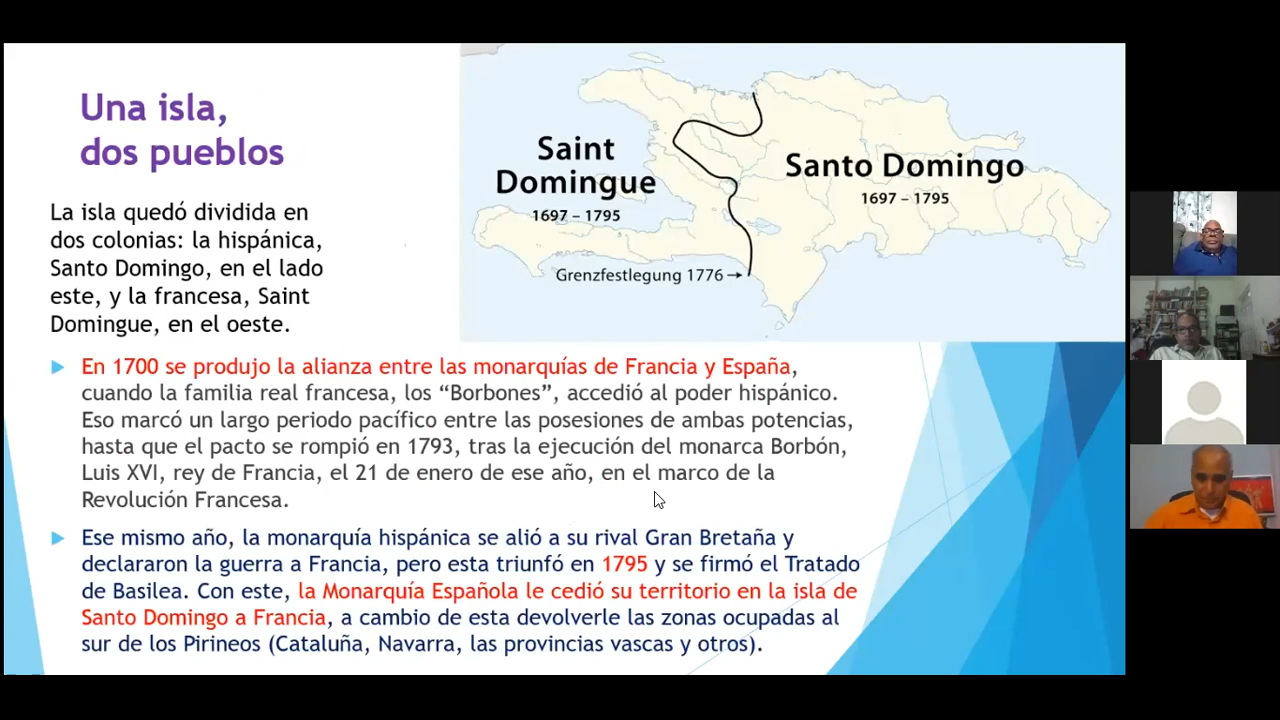 Una isla,
dos pueblos
La isla quedó dividida en
dos colonias: la hispánica,
Santo Domingo, en el lado
este, y la francesa, Saint
Domingue, en el oeste.
Saint
Domingue
1697 – 1795
Santo Domingo
1697 – 1795
Grenzfestlegung 1776
En 1700 se produjo la alianza entre las monarquías de Francia y España,
cuando la familia real francesa, los “Borbones”, accedió al poder hispánico.
Eso marcó un largo periodo pacífico entre las posesiones de ambas potencias,
hasta que el pacto se rompió en 1793, tras la ejecución del monarca Borbón,
Luis XVI, rey de Francia, el 21 de enero de ese año, en el marco de la
Revolución Francesa.
Ese mismo año, la monarquía hispánica se alió a su rival Gran Bretaña y
declararon la guerra a Francia, pero esta triunfó en 1795 y se firmó el Tratado
de Basilea. Con este, la Monarquía Española le cedió su territorio en la isla de
Santo Domingo a Francia, a cambio de esta devolverle las zonas ocupadas al
sur de los Pirineos (Cataluña, Navarra, las provincias vascas y otros).